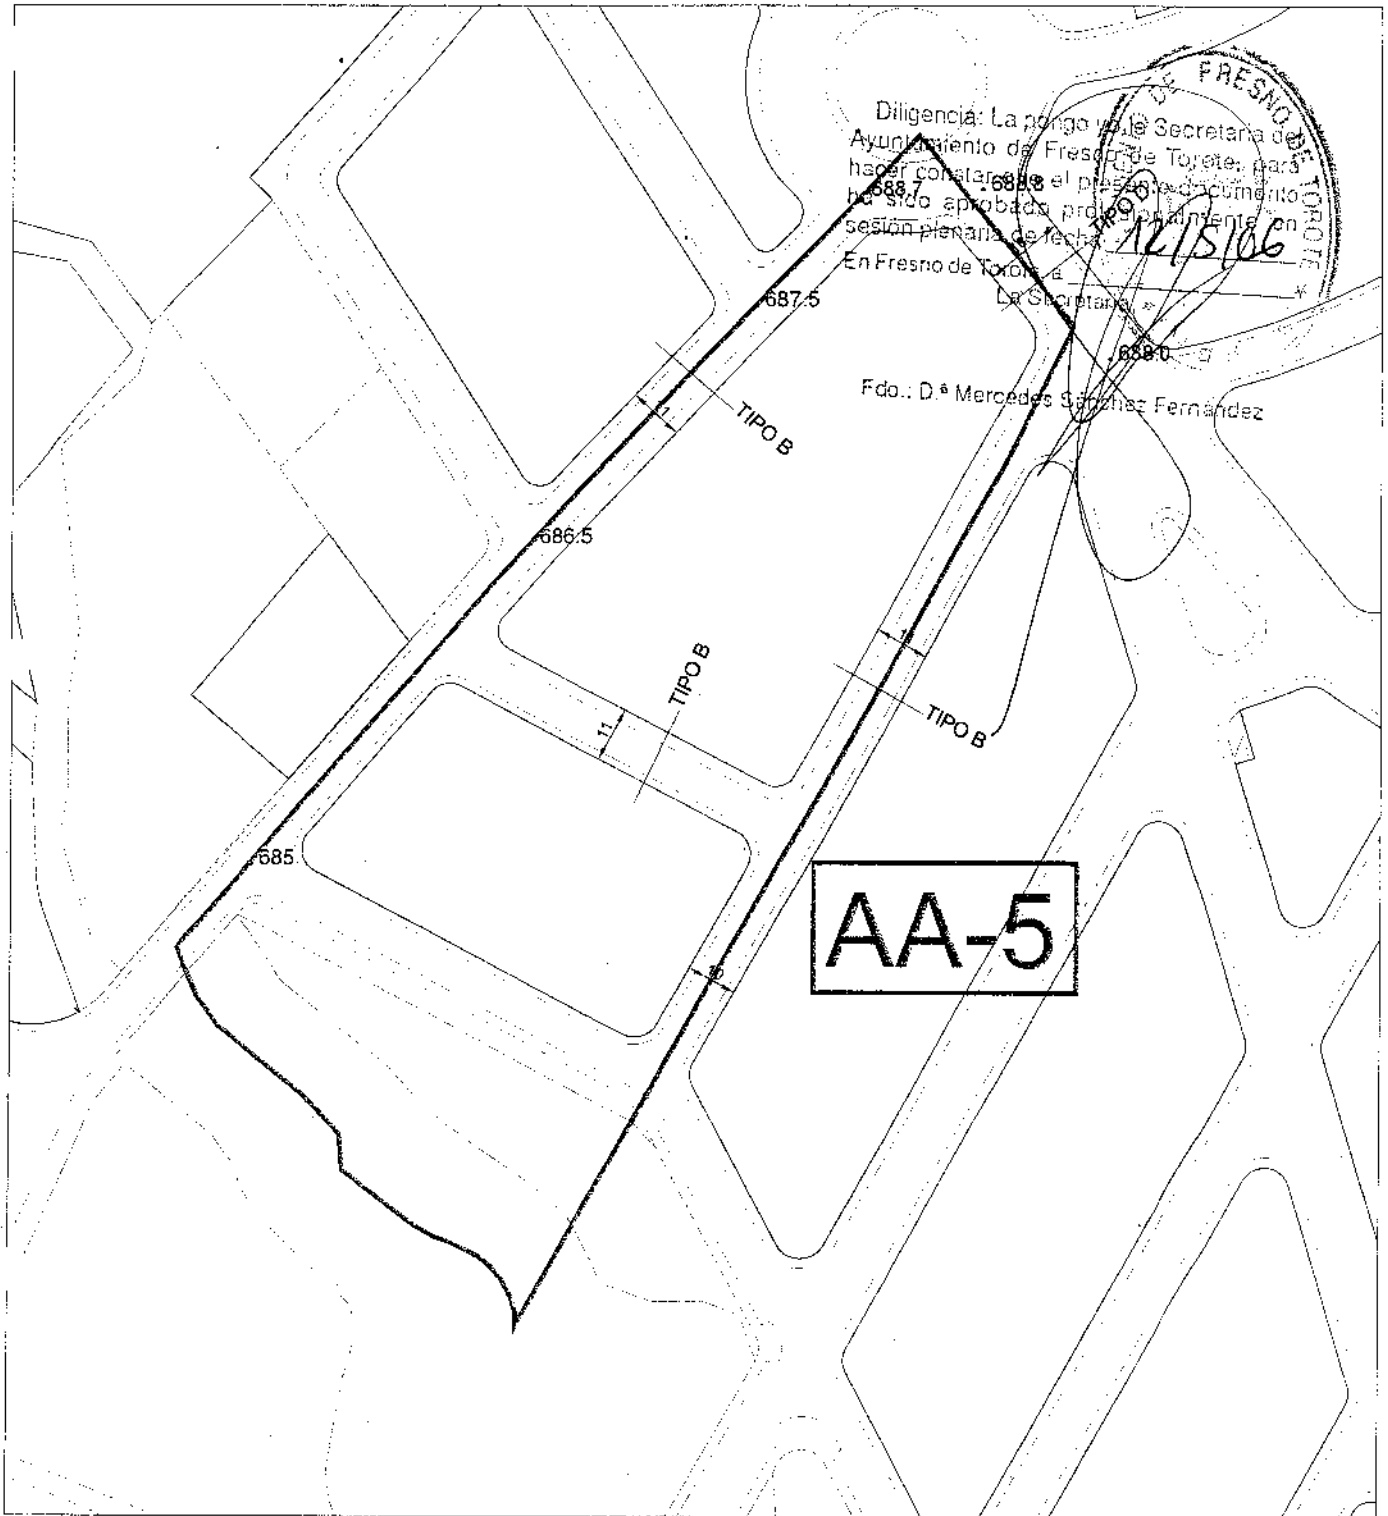 Diligencia: La pongo yo la Secretaria del
Ayuntamiento de Fresno de Torote, para
hacer constar que el presente documento
ha sido aprobado provisionalmente en
sesión plenaria de fecha 12/5/06
En Fresno de Torote, a
La Secretaria,
Fdo.: D.ª Mercedes Sánchez Fernández
DE FRESNO DE TOROTE
688.7
.688.8
TIPO D
687.5
.688.0
TIPO B
686.5
TIPO B
11
TIPO B
685
AA-5
10